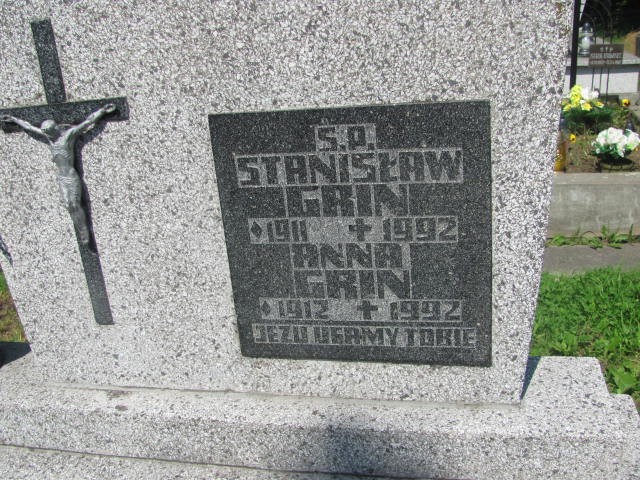 Ś.P.
STANISŁAW
GRIN
1911 + 1992
ANNA
GRIN
1912 + 1992
JEZU UFAMY TOBIE